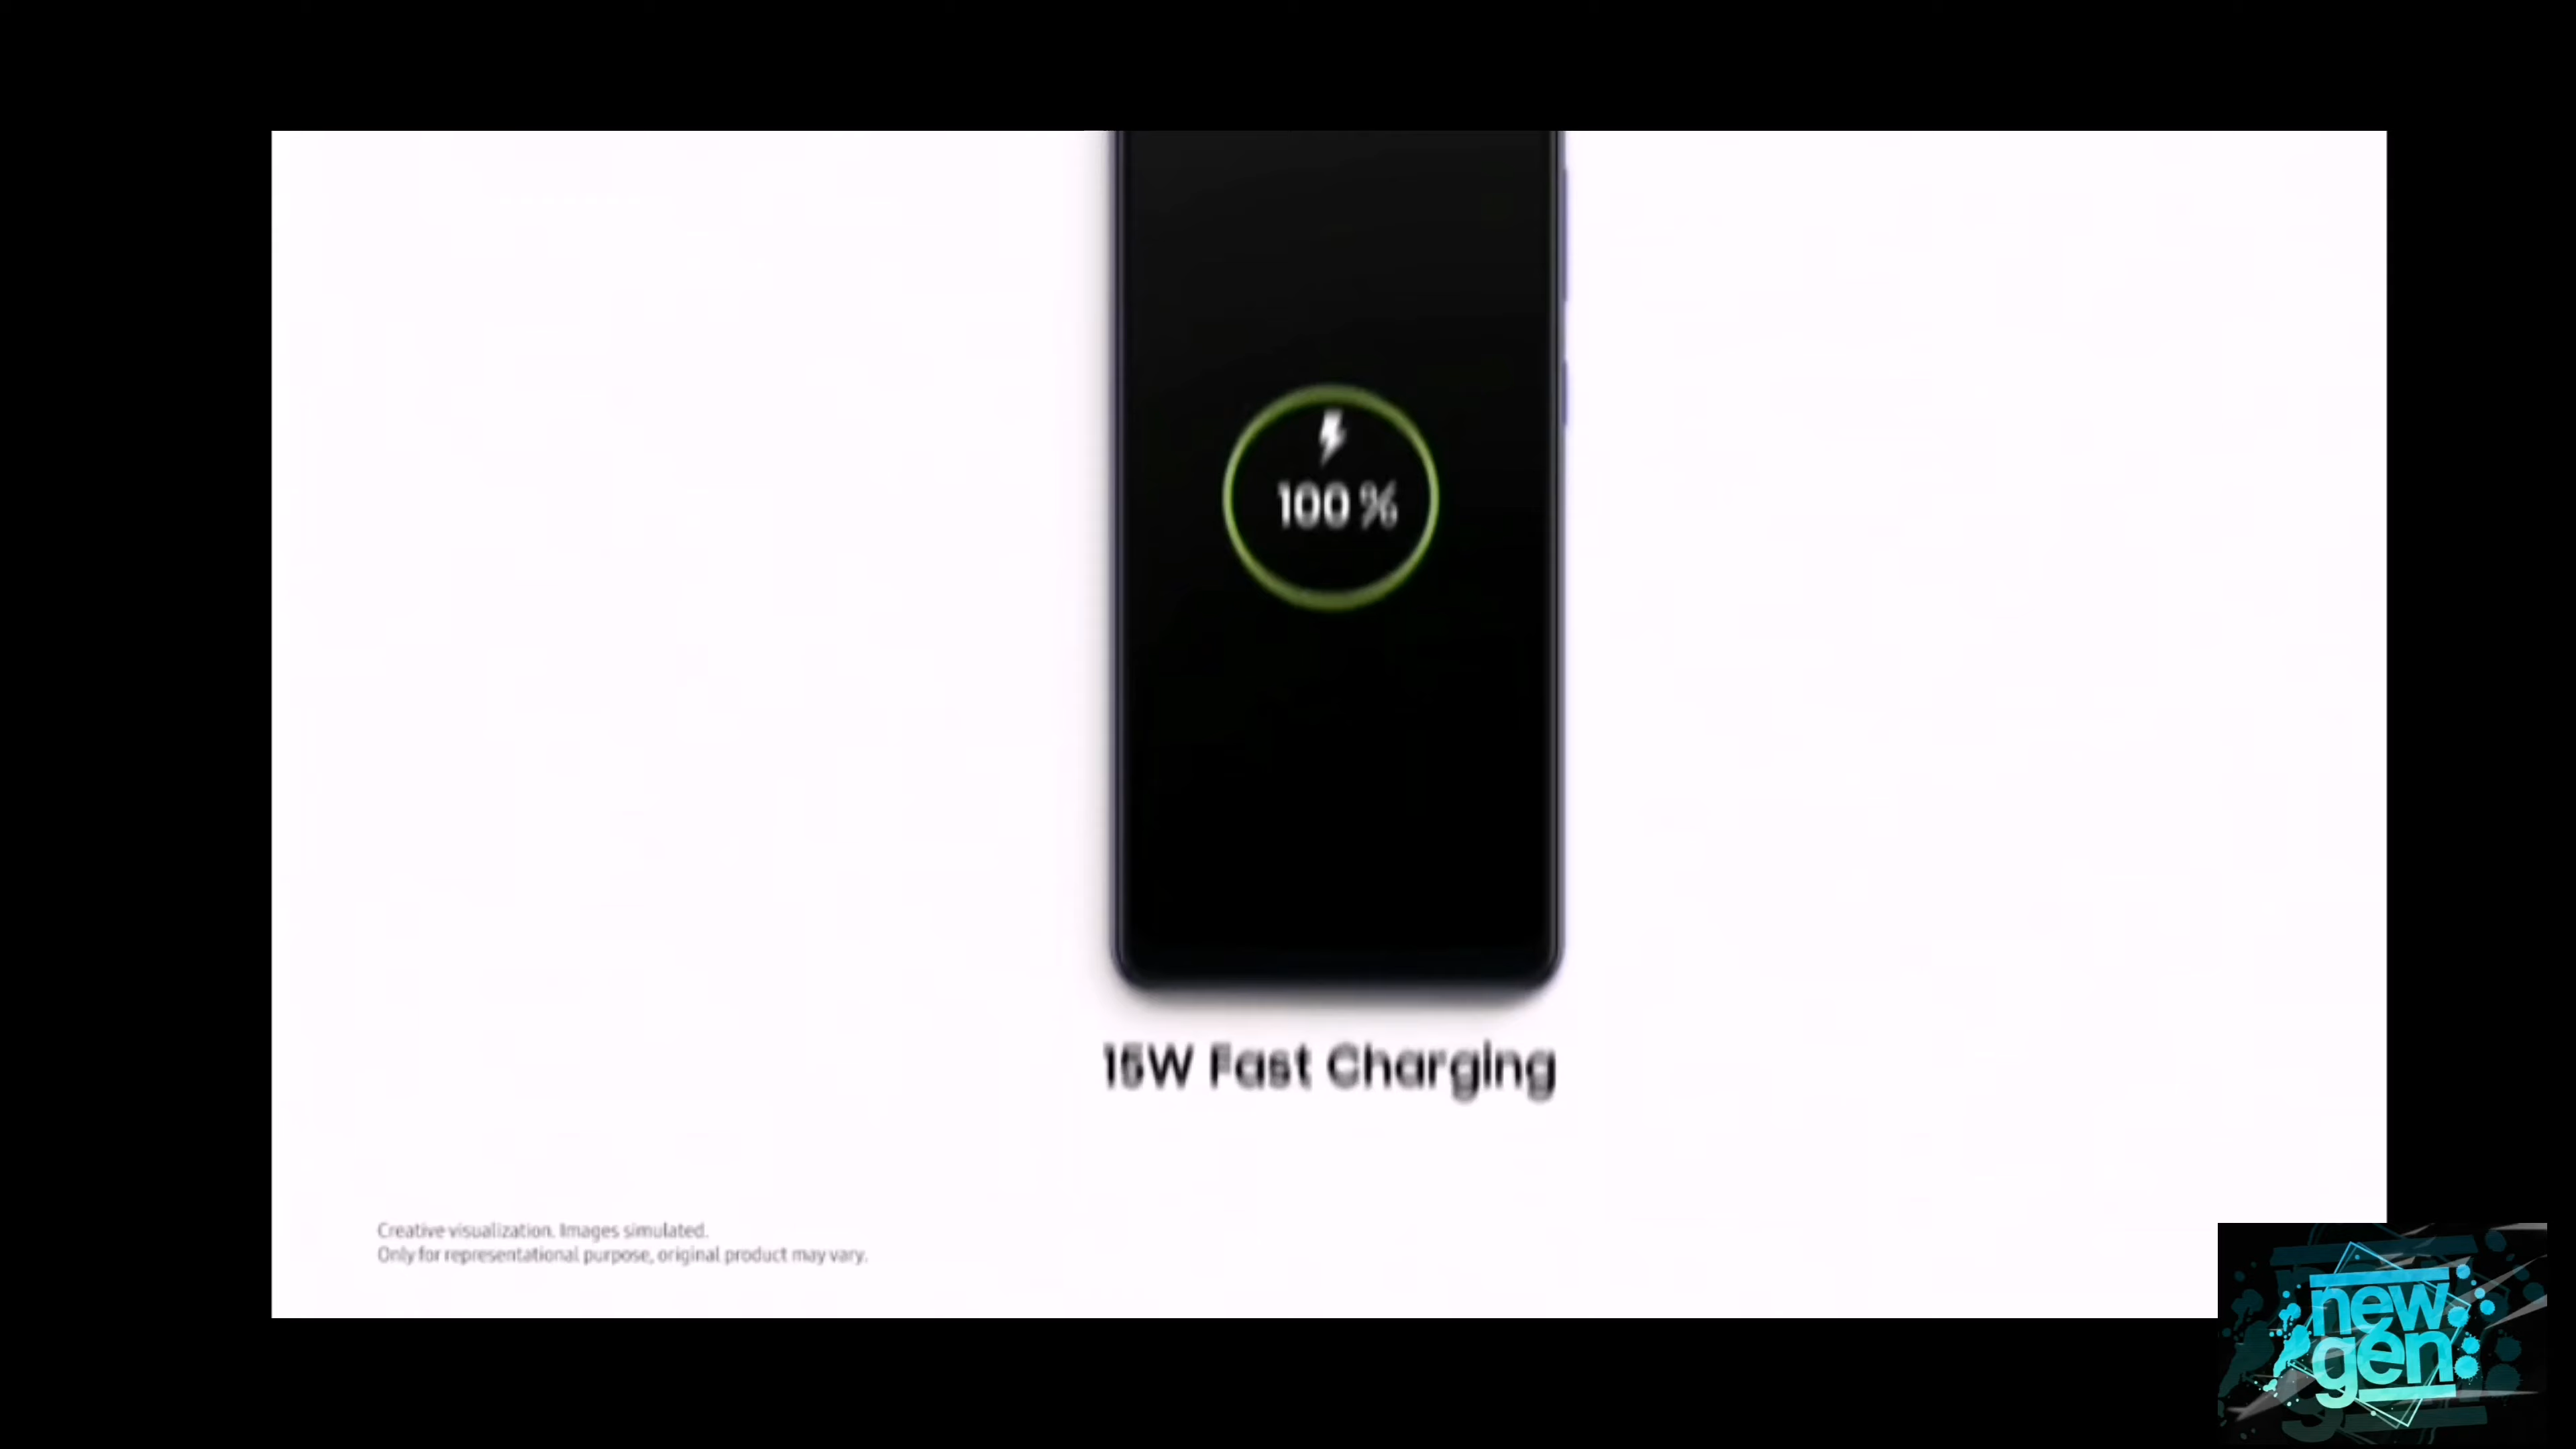 100 %
15W Fast Charging
Creative visualization. Images simulated.
Only for representational purpose, original product may vary.
new
gen